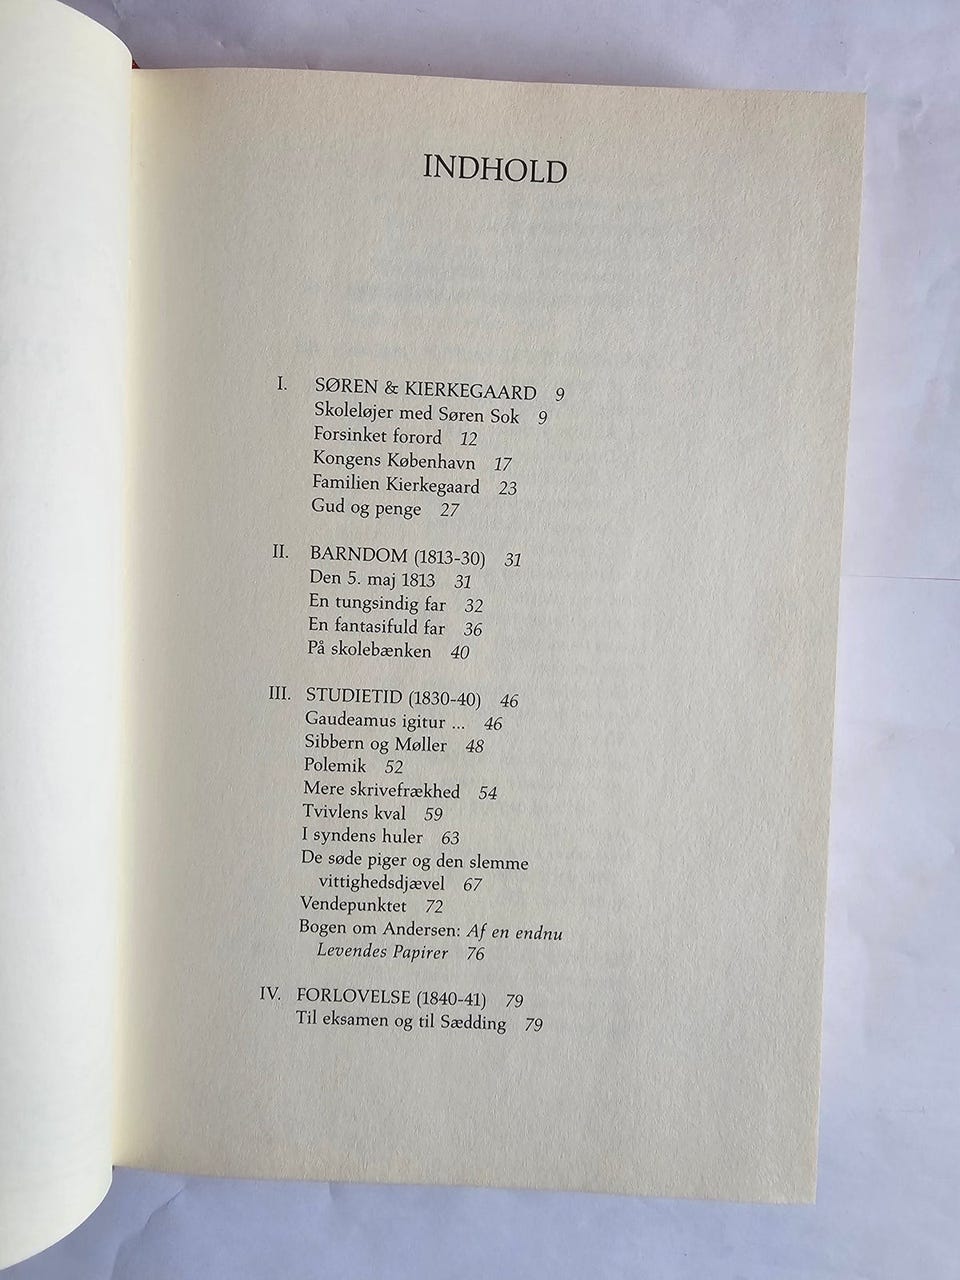 INDHOLD
I. SØREN & KIERKEGAARD 9
Skoleløjer med Søren Sok 9
Forsinket forord 12
Kongens København 17
Familien Kierkegaard 23
Gud og penge 27
II. BARNDOM (1813-30) 31
Den 5. maj 1813 31
En tungsindig far 32
En fantasifuld far 36
På skolebænken 40
III. STUDIETID (1830-40) 46
Gaudeamus igitur ... 46
Sibbern og Møller 48
Polemik 52
Mere skrivefrækhed 54
Tvivlens kval 59
I syndens huler 63
De søde piger og den slemme
vittighedsdjævel 67
Vendepunktet 72
Bogen om Andersen: Af en endnu
Levendes Papirer 76
IV. FORLOVELSE (1840-41) 79
Til eksamen og til Sædding 79